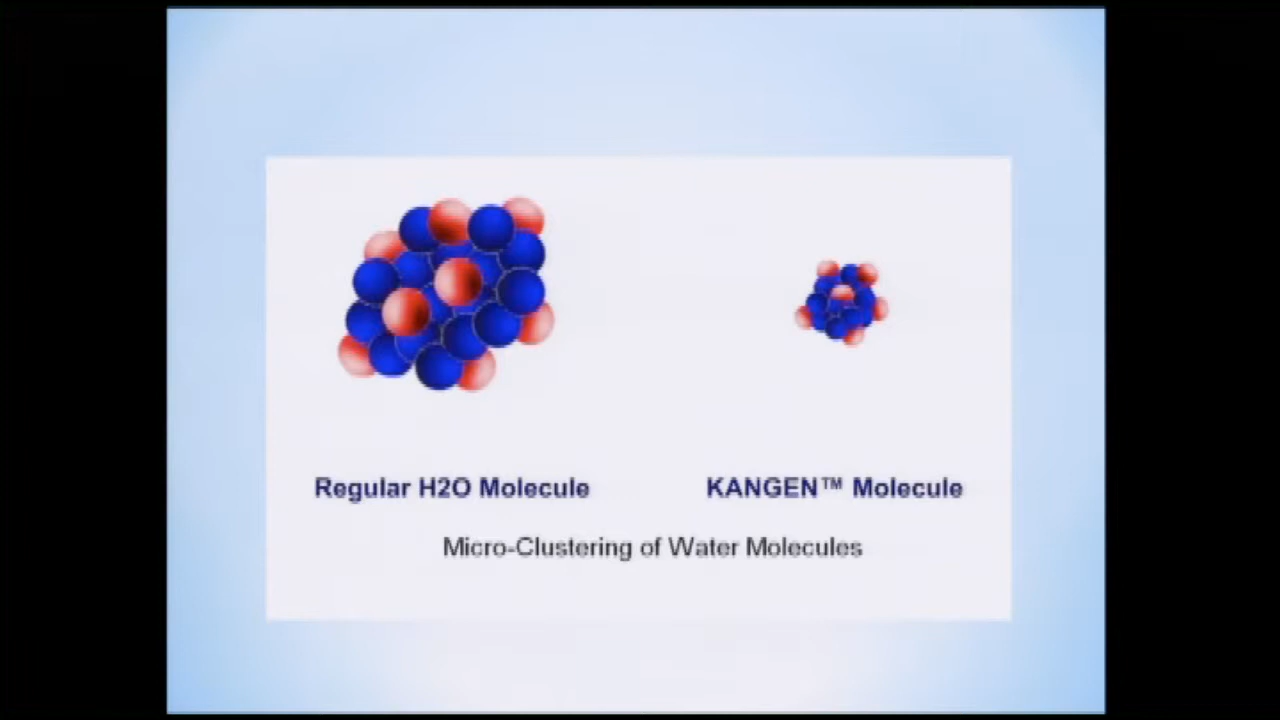 Regular H2O Molecule
KANGEN™ Molecule
Micro-Clustering of Water Molecules